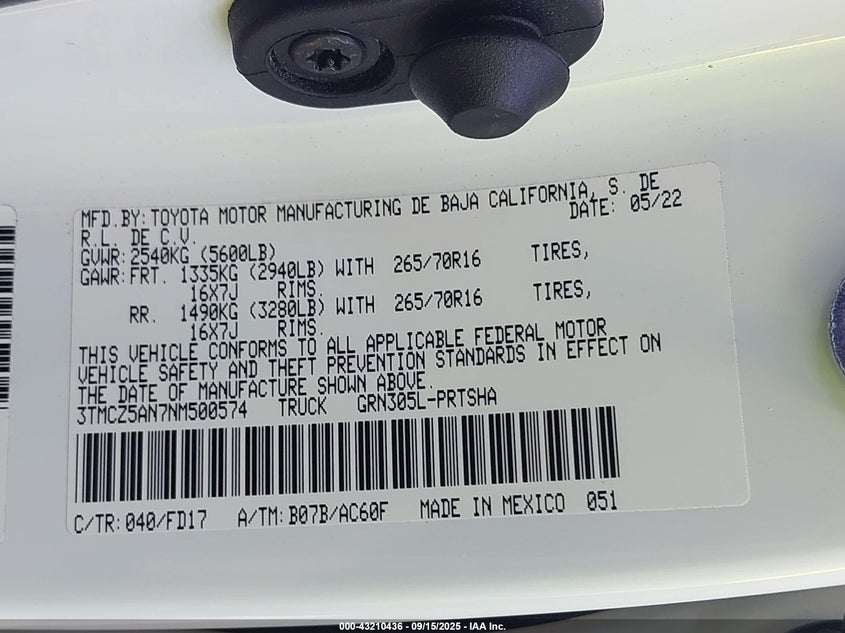 MFD.BY: TOYOTA MOTOR MANUFACTURING DE BAJA CALIFORNIA, S. DE
R.L. DE C.V. DATE: 05/22
GVWR: 2540KG (5600LB)
GAWR: FRT. 1335KG (2940LB) WITH 265/70R16 TIRES,
16X7J RIMS.
RR. 1490KG (3280LB) WITH 265/70R16 TIRES,
16X7J RIMS.
THIS VEHICLE CONFORMS TO ALL APPLICABLE FEDERAL MOTOR
VEHICLE SAFETY AND THEFT PREVENTION STANDARDS IN EFFECT ON
THE DATE OF MANUFACTURE SHOWN ABOVE.
3TMCZ5AN7NM500574 TRUCK GRN305L-PRTSHA
C/TR: 040/FD17 A/TM: B07B/AC60F MADE IN MEXICO 051
000-43210436 - 09/15/2025 - IAA Inc.